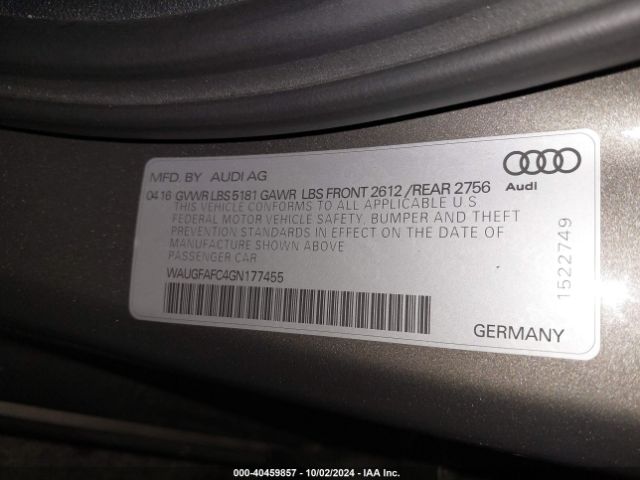 MFD. BY AUDI AG
04 16 GVWR LBS 5181 GAWR LBS FRONT 2612 /REAR 2756
THIS VEHICLE CONFORMS TO ALL APPLICABLE U.S
FEDERAL MOTOR VEHICLE SAFETY, BUMPER AND THEFT
PREVENTION STANDARDS IN EFFECT ON THE DATE OF
MANUFACTURE SHOWN ABOVE
PASSENGER CAR
WAUGFAFC4GN177455
Audi
1522749
GERMANY
000-40459857 - 10/02/2024 - IAA Inc.